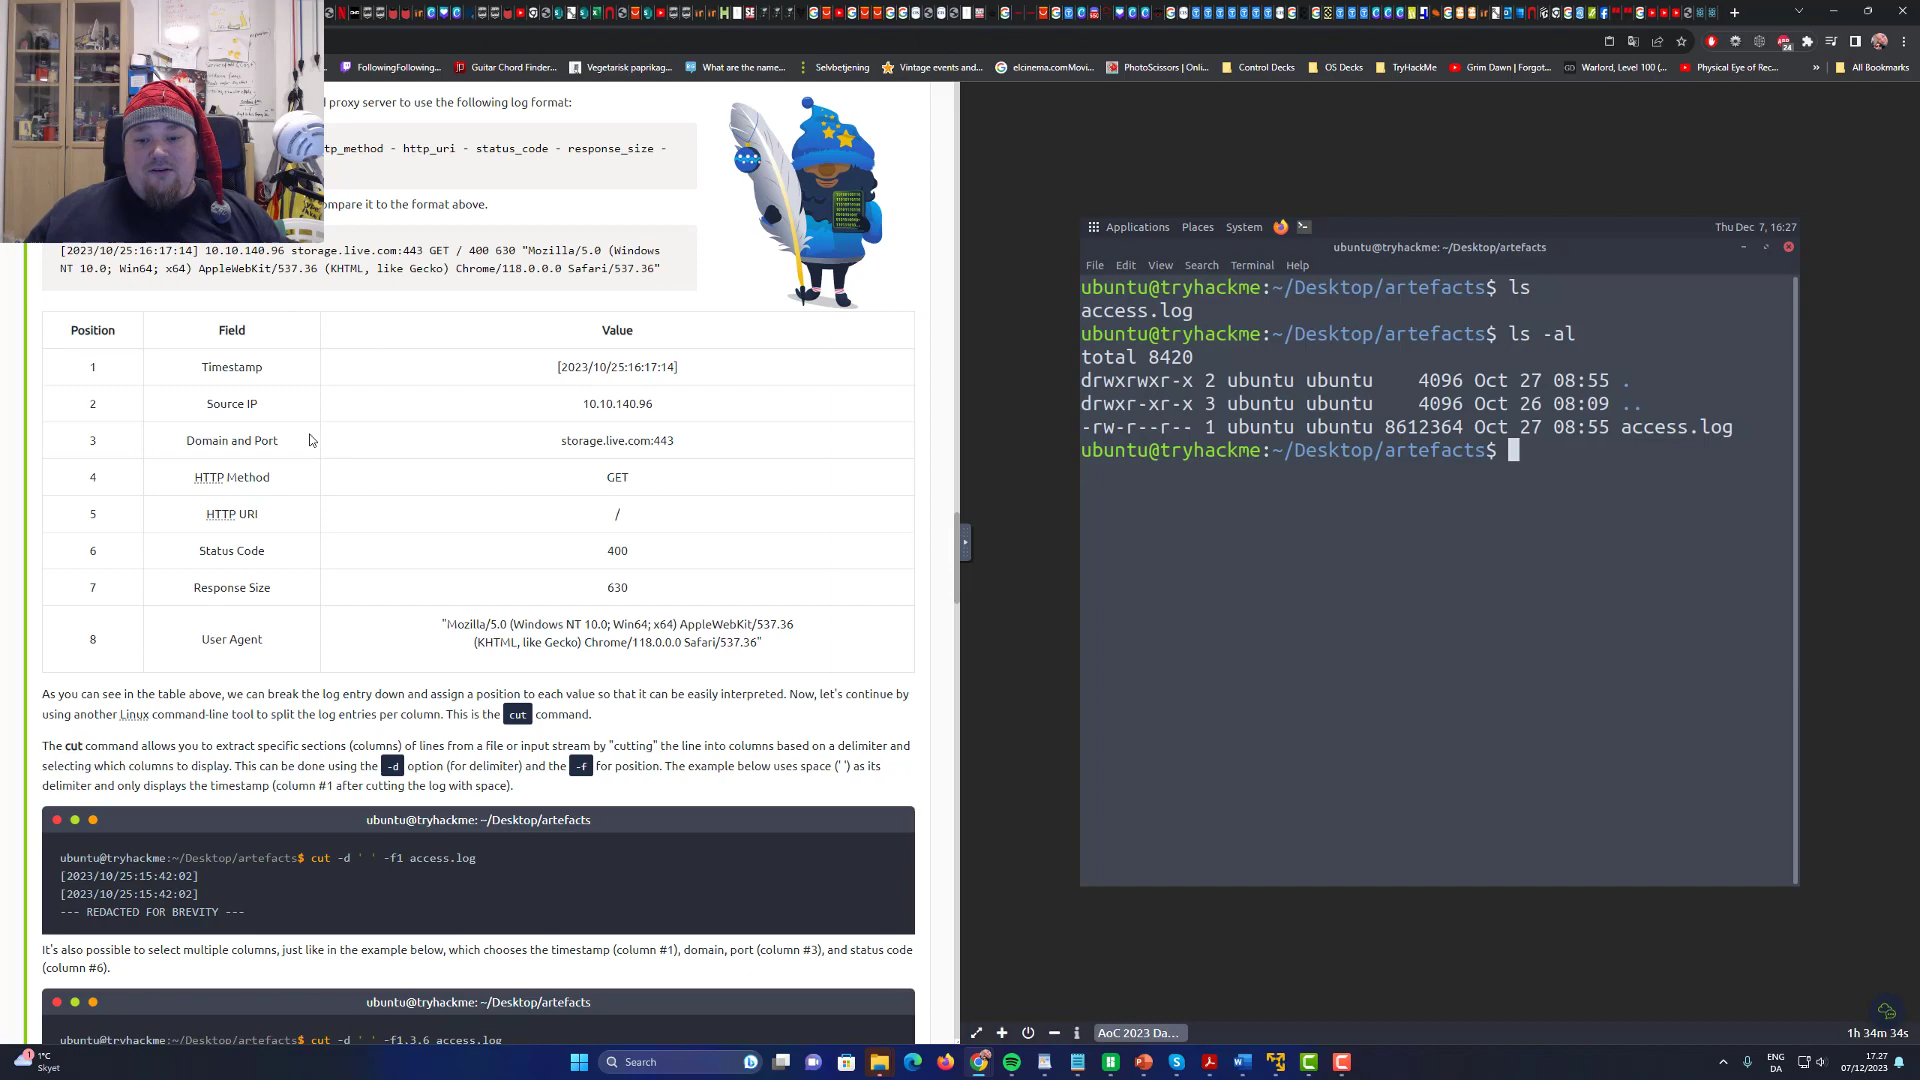 FollowingFollowing...
Guitar Chord Finder...
Vegetarisk paprikag...
What are the name...
Selvbetjening
Vintage events and...
elcinema.comMovi...
PhotoScissors | Onli...
Control Decks
OS Decks
TryHackMe
Grim Dawn | Forgot...
Warlord, Level 100 (...
Physical Eye of Rec...
»
All Bookmarks
proxy server to use the following log format:
tp_method - http_uri - status_code - response_size -
ompare it to the format above.
[2023/10/25:16:17:14] 10.10.140.96 storage.live.com:443 GET / 400 630 "Mozilla/5.0 (Windows
NT 10.0; Win64; x64) AppleWebKit/537.36 (KHTML, like Gecko) Chrome/118.0.0.0 Safari/537.36"
Position Field Value
1 Timestamp [2023/10/25:16:17:14]
2 Source IP 10.10.140.96
3 Domain and Port storage.live.com:443
4 HTTP Method GET
5 HTTP URI /
6 Status Code 400
7 Response Size 630
8 User Agent "Mozilla/5.0 (Windows NT 10.0; Win64; x64) AppleWebKit/537.36
(KHTML, like Gecko) Chrome/118.0.0.0 Safari/537.36"
As you can see in the table above, we can break the log entry down and assign a position to each value so that it can be easily interpreted. Now, let's continue by
using another Linux command-line tool to split the log entries per column. This is the cut command.
The cut command allows you to extract specific sections (columns) of lines from a file or input stream by "cutting" the line into columns based on a delimiter and
selecting which columns to display. This can be done using the -d option (for delimiter) and the -f for position. The example below uses space (' ') as its
delimiter and only displays the timestamp (column #1 after cutting the log with space).
ubuntu@tryhackme: ~/Desktop/artefacts
ubuntu@tryhackme:~/Desktop/artefacts$ cut -d ' ' -f1 access.log
[2023/10/25:15:42:02]
[2023/10/25:15:42:02]
--- REDACTED FOR BREVITY ---
It's also possible to select multiple columns, just like in the example below, which chooses the timestamp (column #1), domain, port (column #3), and status code
(column #6).
ubuntu@tryhackme: ~/Desktop/artefacts
ubuntu@tryhackme:~/Desktop/artefacts$ cut -d ' ' -f1,3,6 access.log
Applications Places System Thu Dec 7, 16:27
ubuntu@tryhackme: ~/Desktop/artefacts
File Edit View Search Terminal Help
ubuntu@tryhackme:~/Desktop/artefacts$ ls
access.log
ubuntu@tryhackme:~/Desktop/artefacts$ ls -al
total 8420
drwxrwxr-x 2 ubuntu ubuntu 4096 Oct 27 08:55 .
drwxr-xr-x 3 ubuntu ubuntu 4096 Oct 26 08:09 ..
-rw-r--r-- 1 ubuntu ubuntu 8612364 Oct 27 08:55 access.log
ubuntu@tryhackme:~/Desktop/artefacts$
AoC 2023 Da...
1h 34m 34s
1°C
Skyet
Search
ENG
DA
17.27
07/12/2023